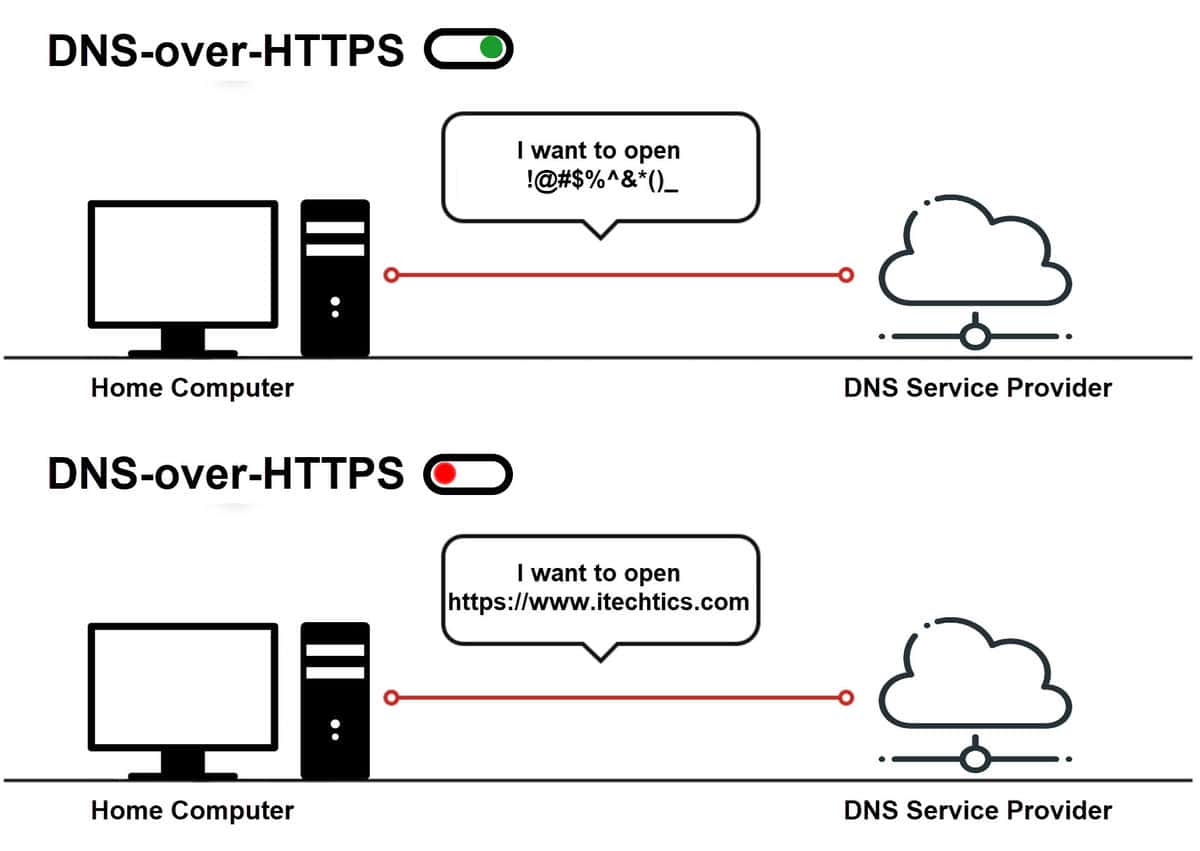 DNS-over-HTTPS
I want to open
!@#$%^&*()_
Home Computer
DNS Service Provider
DNS-over-HTTPS
I want to open
https://www.itechtics.com
Home Computer
DNS Service Provider